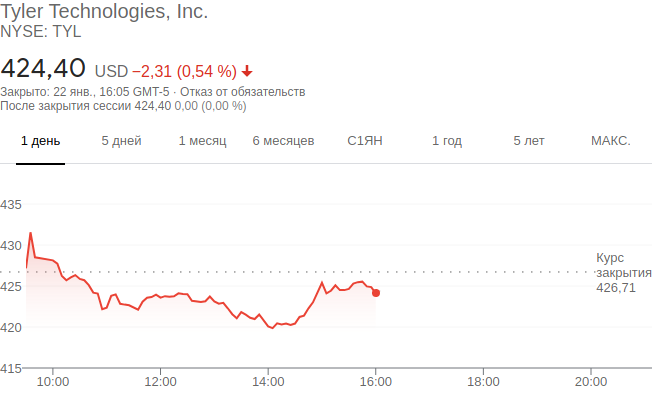 Tyler Technologies, Inc.
NYSE: TYL
424,40 USD −2,31 (0,54 %)
Закрыто: 22 янв., 16:05 GMT-5 · Отказ от обязательств
После закрытия сессии 424,40 0,00 (0,00 %)
1 день 5 дней 1 месяц 6 месяцев С1ЯН 1 год 5 лет МАКС.
435
430
Курс
закрытия
426,71
425
420
415
10:00 12:00 14:00 16:00 18:00 20:00